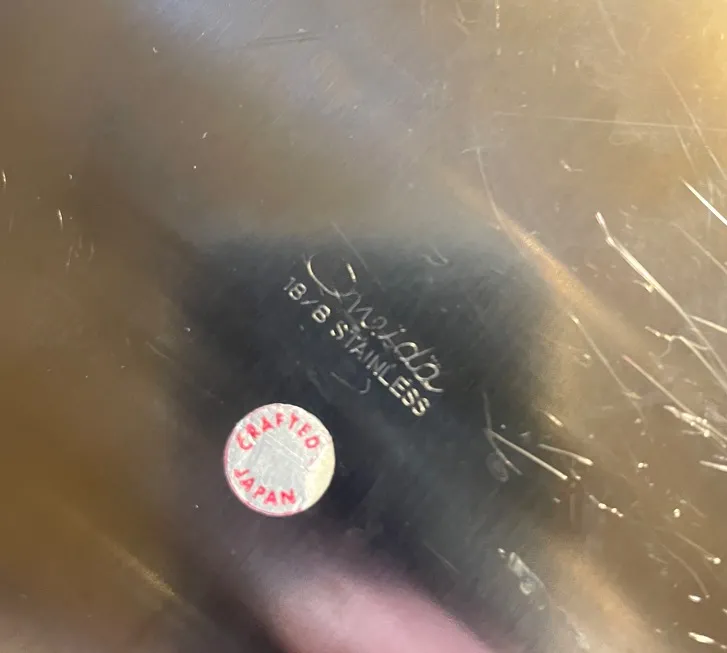 Oneida
18/8 STAINLESS
CRAFTED
JAPAN